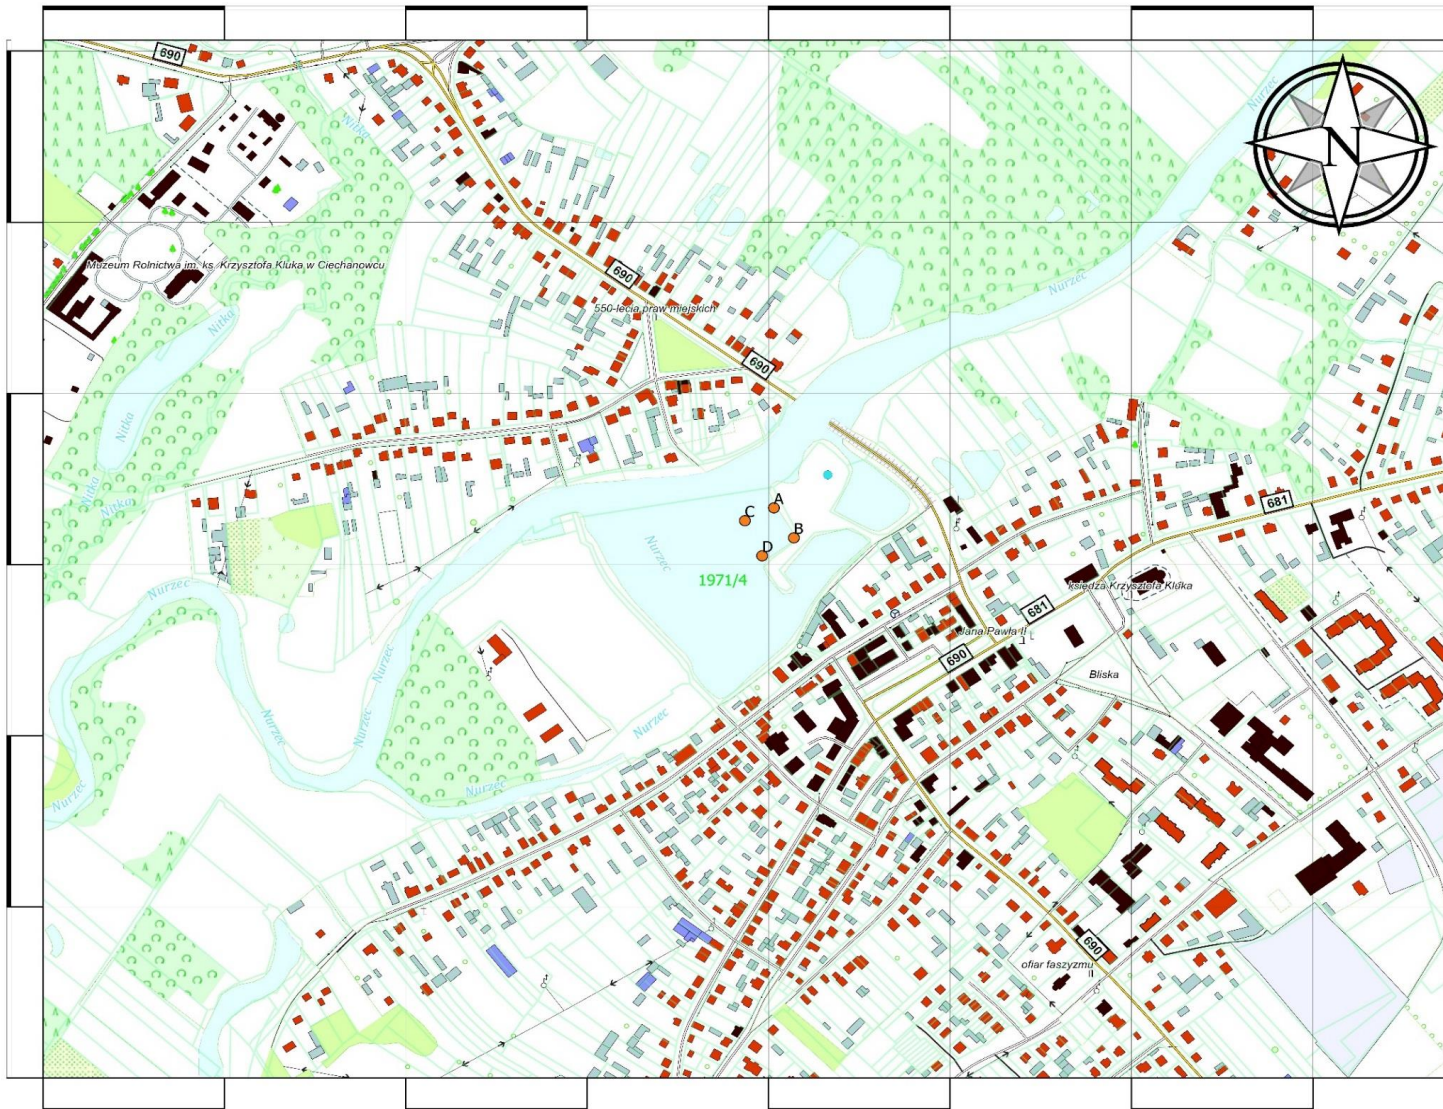 690
N
Nurzec
Nitka
Muzeum Rolnictwa im. ks. Krzysztofa Kluka w Ciechanowcu
690
Nurzec
550-lecia praw miejskich
Nitka
690
Nitka
Nitka
Nitka
681
A
C
B
D
Nurzec
1971/4
Nurzec
księdza Krzysztofa Kluka
681
Jana Pawła II
690
Bliska
Nurzec
Nurzec
Nurzec
Nurzec
Nurzec
Nurzec
690
ofiar faszyzmu